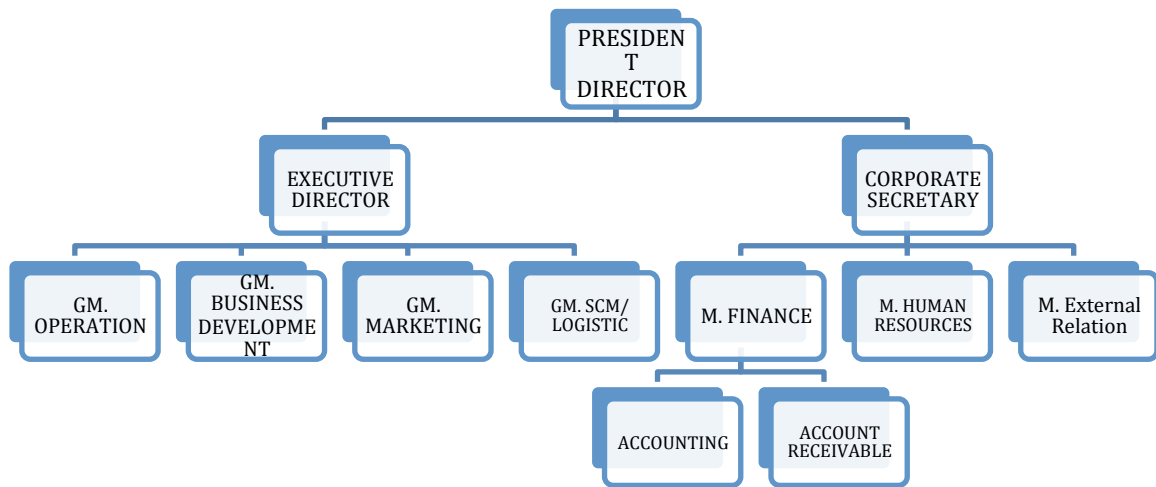 PRESIDEN
T
DIRECTOR
EXECUTIVE
DIRECTOR
CORPORATE
SECRETARY
GM.
OPERATION
GM.
BUSINESS
DEVELOPME
NT
GM.
MARKETING
GM. SCM/
LOGISTIC
M. FINANCE
M. HUMAN
RESOURCES
M. External
Relation
ACCOUNTING
ACCOUNT
RECEIVABLE